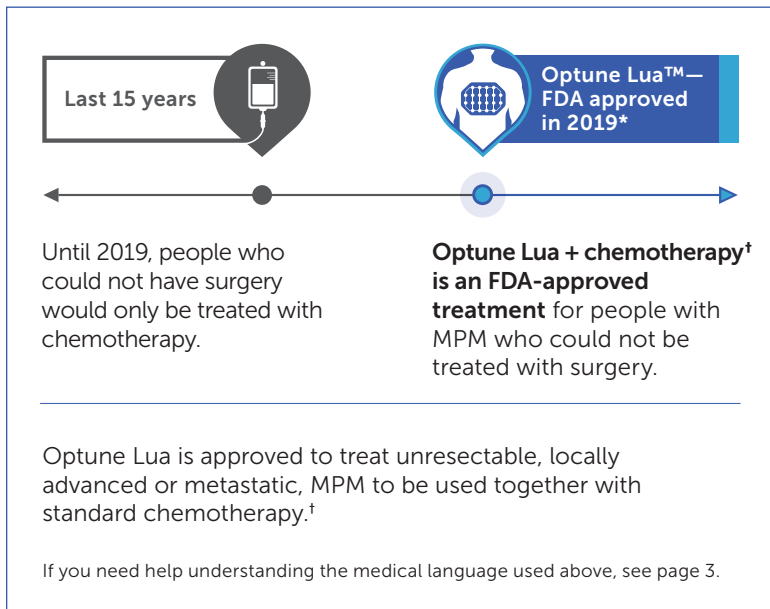 Last 15 years
Optune Lua™—
FDA approved
in 2019*
Until 2019, people who
could not have surgery
would only be treated with
chemotherapy.
Optune Lua + chemotherapy†
is an FDA-approved
treatment for people with
MPM who could not be
treated with surgery.
Optune Lua is approved to treat unresectable, locally
advanced or metastatic, MPM to be used together with
standard chemotherapy.†
If you need help understanding the medical language used above, see page 3.